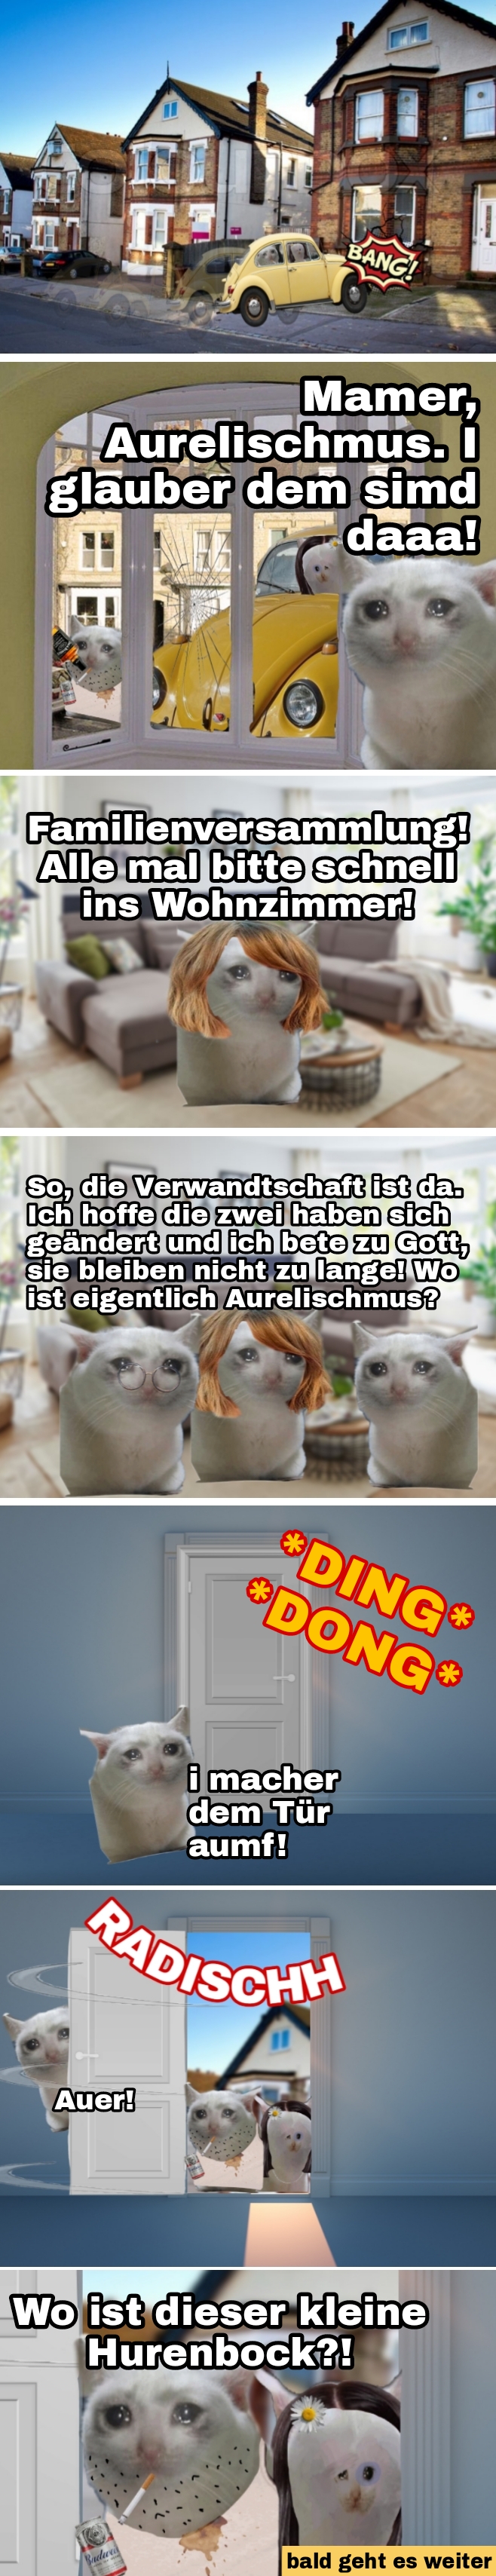 BANG!
Mamer,
Aurelischmus. I
glauber dem simd
daaa!
Familienversammlung!
Alle mal bitte schnell
ins Wohnzimmer!
So, die Verwandtschaft ist da.
Ich hoffe die zwei haben sich
geändert und ich bete zu Gott,
sie bleiben nicht zu lange! Wo
ist eigentlich Aurelischmus?
*DING*
*DONG*
i macher
dem Tür
aumf!
RADISCHH
Auer!
Wo ist dieser kleine
Hurenbock?!
bald geht es weiter